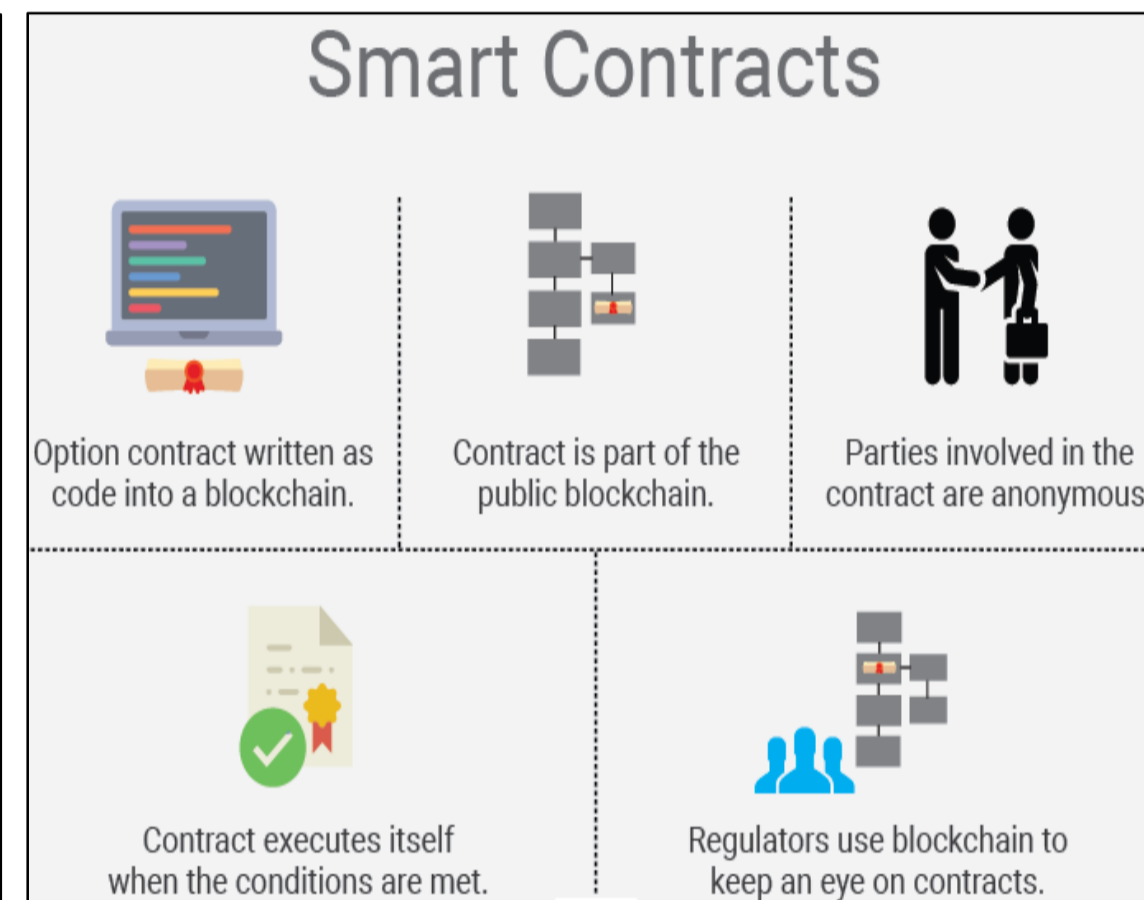 Smart Contracts
Option contract written as
code into a blockchain.
Contract is part of the
public blockchain.
Parties involved in the
contract are anonymous
Contract executes itself
when the conditions are met.
Regulators use blockchain to
keep an eye on contracts.